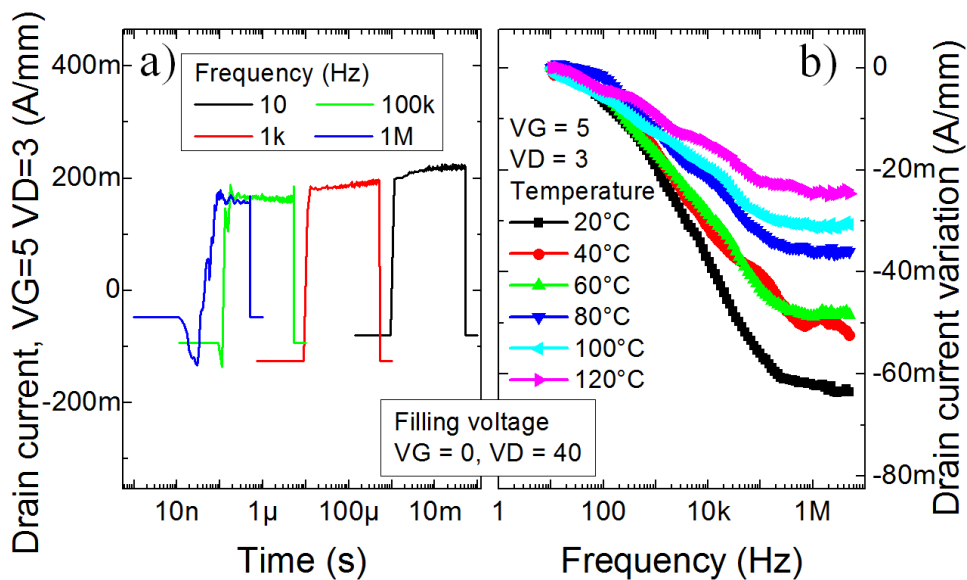 Drain current, VG=5 VD=3 (A/mm)
400m
200m
0
-200m
a)
Frequency (Hz)
10
100k
1k
1M
10n
1µ
100µ
10m
Time (s)
Filling voltage
VG = 0, VD = 40
b)
VG = 5
VD = 3
Temperature
20°C
40°C
60°C
80°C
100°C
120°C
1
100
10k
1M
Frequency (Hz)
0
-20m
-40m
-60m
-80m
Drain current variation (A/mm)